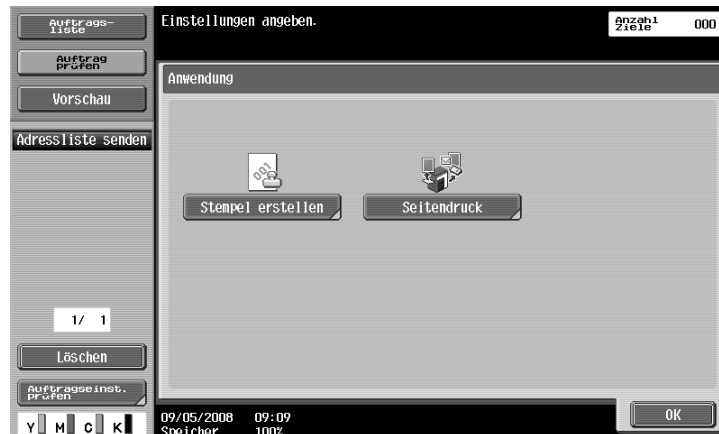 Auftrags-
liste
Auftrag
prüfen
Vorschau
Adressliste senden
1/ 1
Löschen
Auftragseinst.
prüfen
Y M C K
Einstellungen angeben.
Anzahl
Ziele
000
Anwendung
001
Stempel erstellen
Seitendruck
09/05/2008 09:09
Speicher 100%
OK